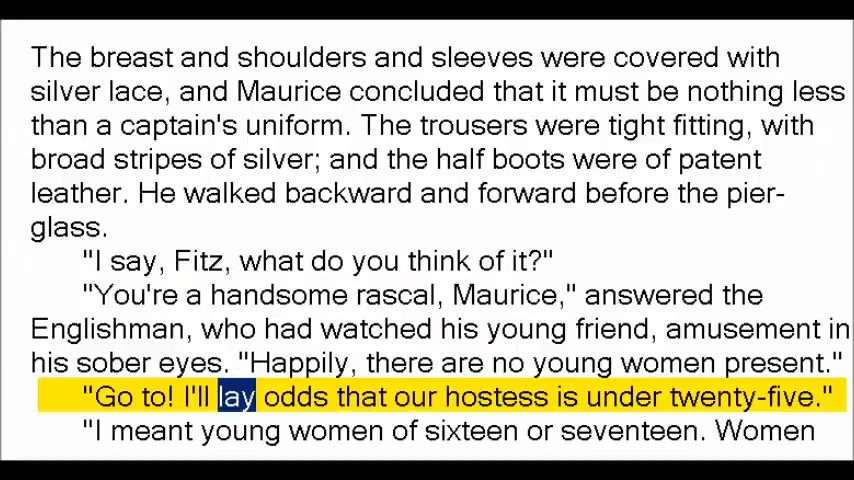 The breast and shoulders and sleeves were covered with
silver lace, and Maurice concluded that it must be nothing less
than a captain's uniform. The trousers were tight fitting, with
broad stripes of silver; and the half boots were of patent
leather. He walked backward and forward before the pier-
glass.
"I say, Fitz, what do you think of it?"
"You're a handsome rascal, Maurice," answered the
Englishman, who had watched his young friend, amusement in
his sober eyes. "Happily, there are no young women present."
"Go to! I'll lay odds that our hostess is under twenty-five."
"I meant young women of sixteen or seventeen. Women